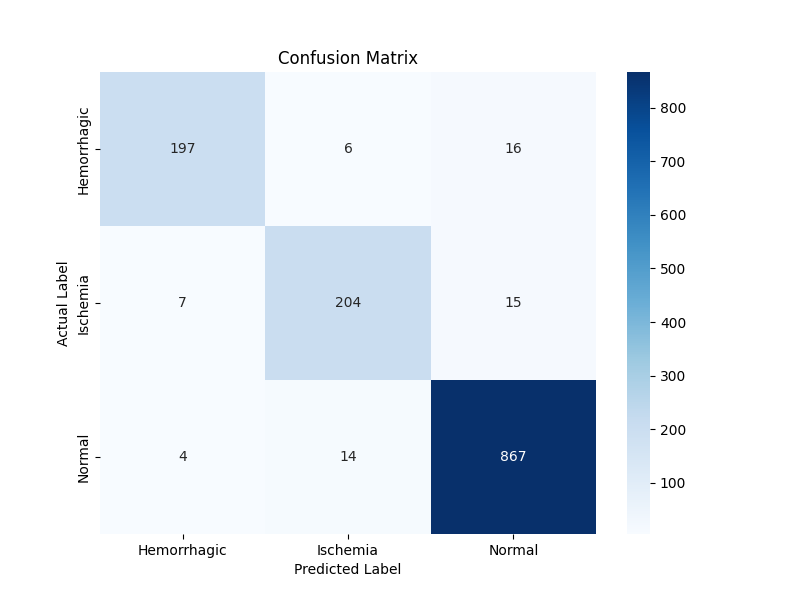 Confusion Matrix
Actual Label
Hemorrhagic
197 6 16
Ischemia
7 204 15
Normal
4 14 867
Hemorrhagic Ischemia Normal
Predicted Label
800
700
600
500
400
300
200
100